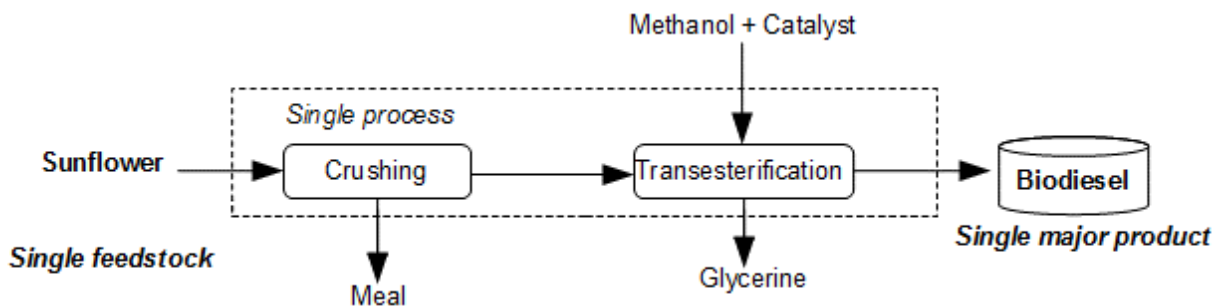 Methanol + Catalyst
Single process
Sunflower
Crushing
Transesterification
Biodiesel
Single feedstock
Single major product
Meal
Glycerine